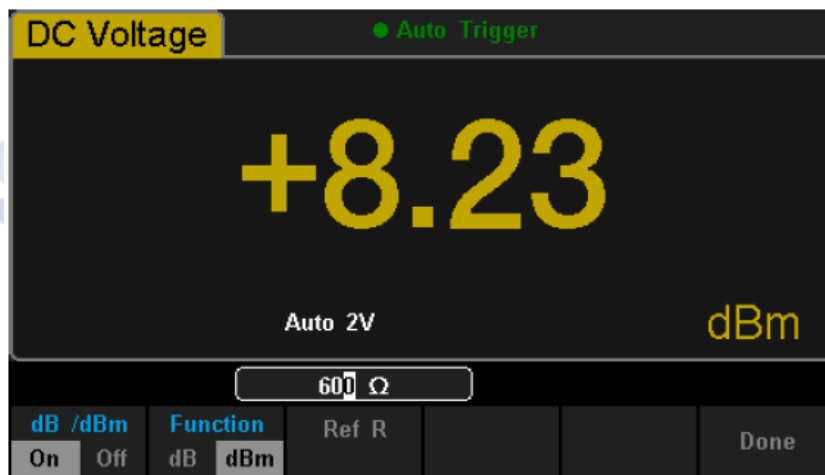 DC Voltage
Auto Trigger
+8.23
Auto 2V
dBm
600 Ω
dB /dBm Function Ref R Done
On Off dB dBm